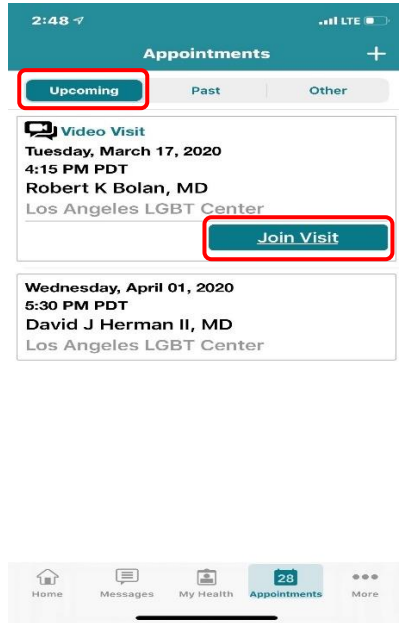 2:48 LTE
Appointments +
Upcoming Past Other
Video Visit
Tuesday, March 17, 2020
4:15 PM PDT
Robert K Bolan, MD
Los Angeles LGBT Center
Join Visit
Wednesday, April 01, 2020
5:30 PM PDT
David J Herman II, MD
Los Angeles LGBT Center
28
Home Messages My Health Appointments More